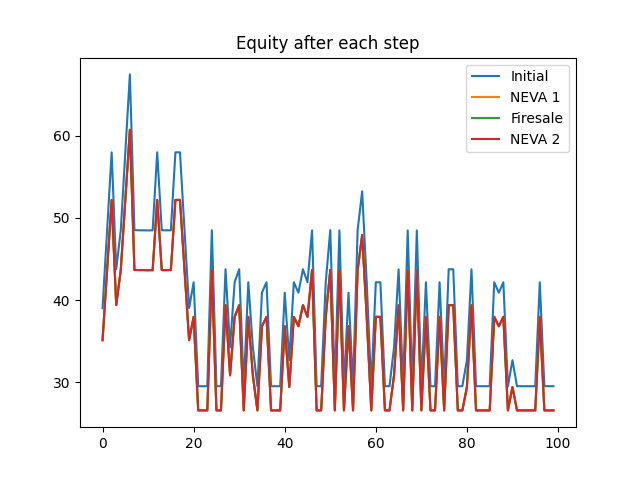 Equity after each step
Initial
NEVA 1
Firesale
NEVA 2
60
50
40
30
0 20 40 60 80 100